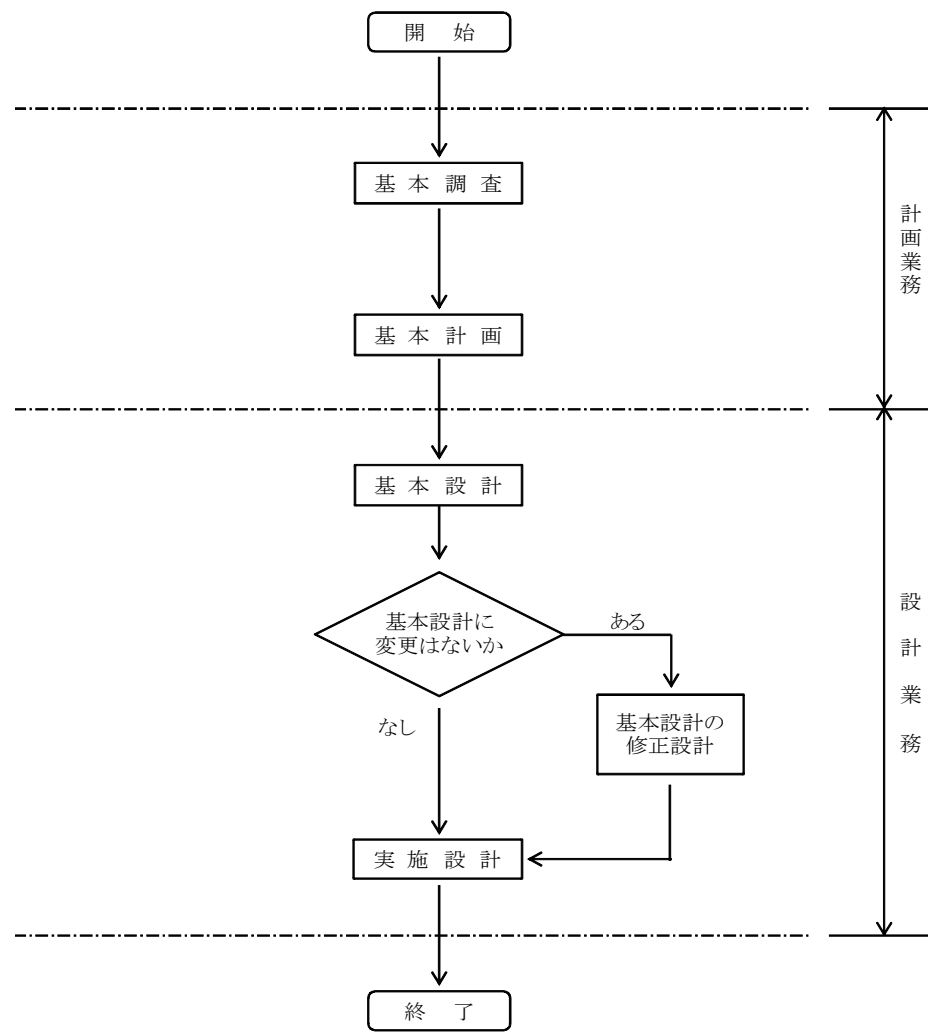 開 始
基 本 調 査
計画業務
基 本 計 画
基 本 設 計
基本設計に
変更はないか
ある
なし
基本設計の
修正設計
設計業務
実 施 設 計
終 了